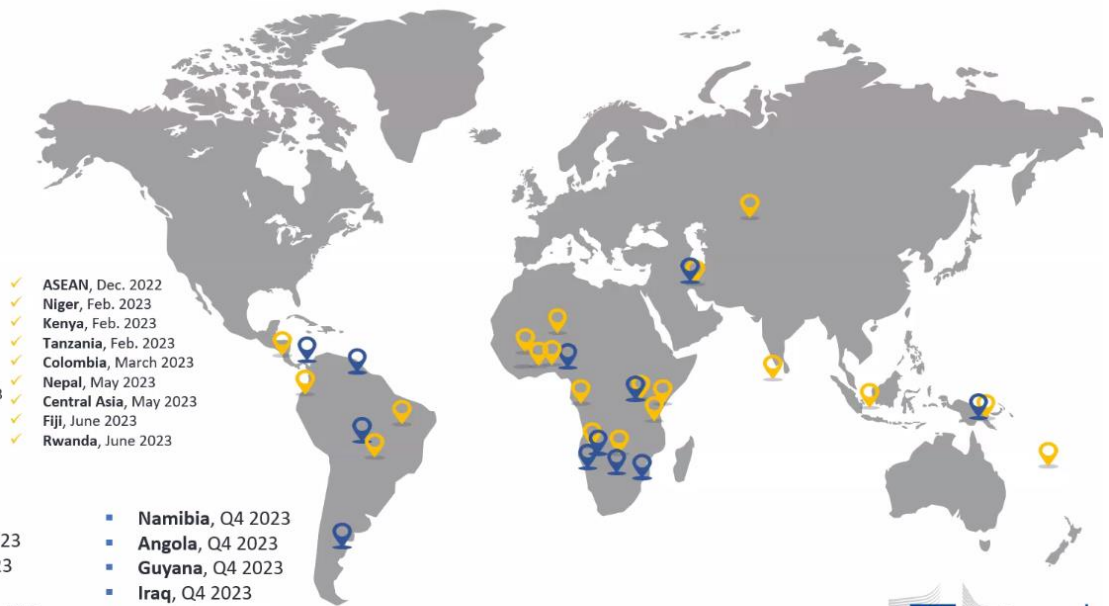 ✓ ASEAN, Dec. 2022
✓ Niger, Feb. 2023
✓ Kenya, Feb. 2023
✓ Tanzania, Feb. 2023
✓ Colombia, March 2023
✓ Nepal, May 2023
✓ Central Asia, May 2023
✓ Fiji, June 2023
✓ Rwanda, June 2023
▪ Namibia, Q4 2023
▪ Angola, Q4 2023
▪ Guyana, Q4 2023
▪ Iraq, Q4 2023